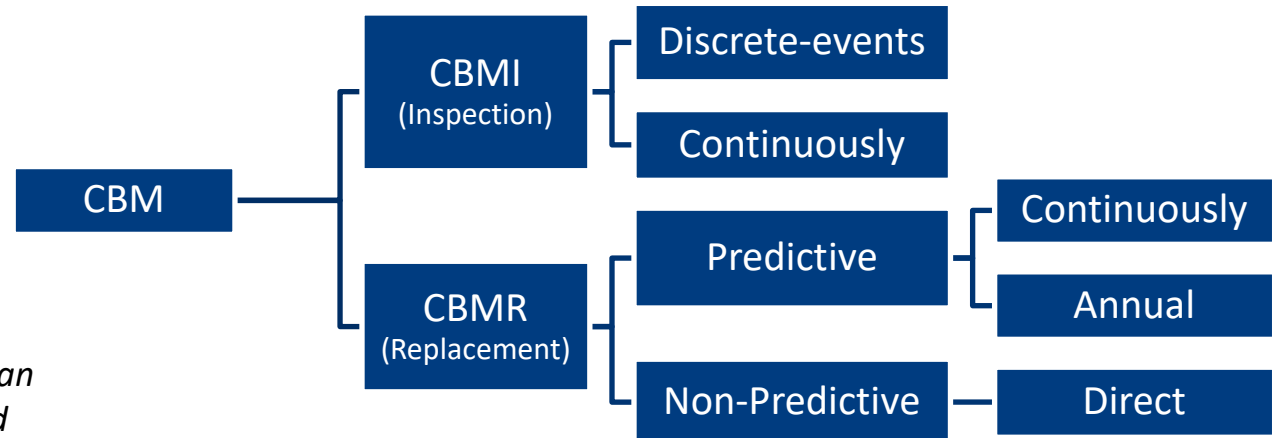 CBM
CBMI
(Inspection)
Discrete-events
Continuously
CBMR
(Replacement)
Predictive
Continuously
Annual
Non-Predictive
Direct